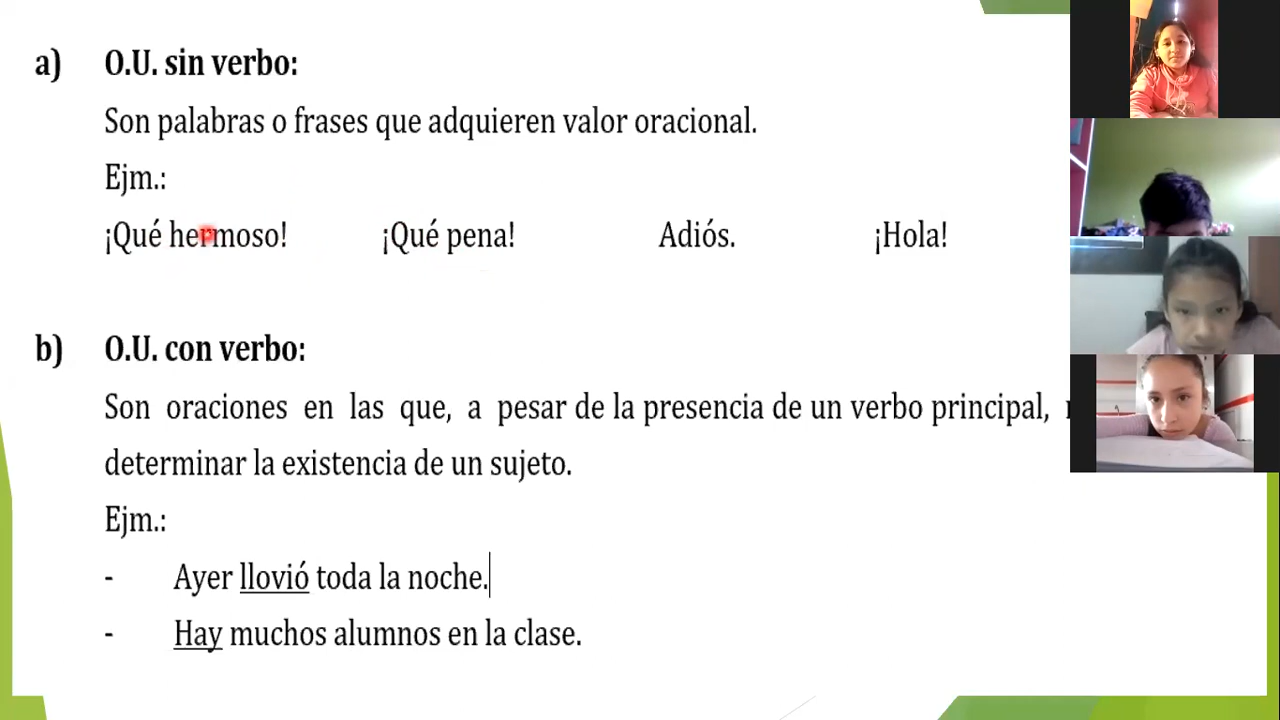 a) O.U. sin verbo:
Son palabras o frases que adquieren valor oracional.
Ejm.:
¡Qué hermoso! ¡Qué pena! Adiós. ¡Hola!
b) O.U. con verbo:
Son oraciones en las que, a pesar de la presencia de un verbo principal,
determinar la existencia de un sujeto.
Ejm.:
- Ayer llovió toda la noche.
- Hay muchos alumnos en la clase.